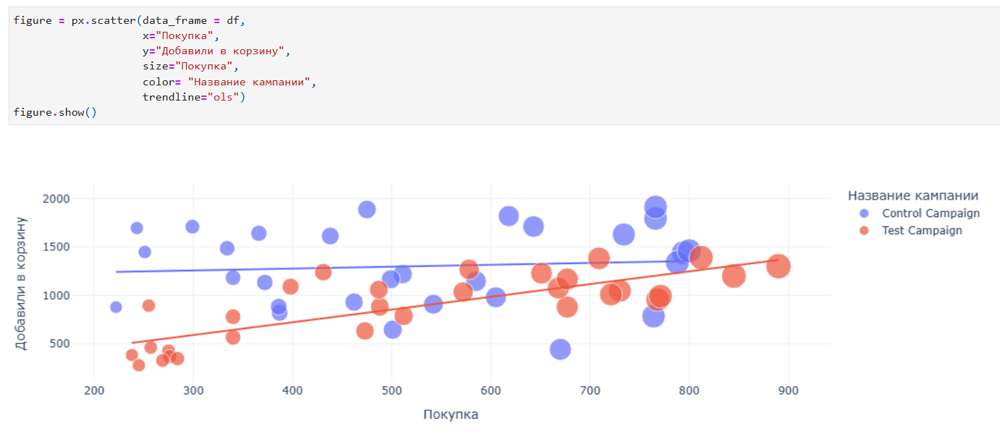 figure = px.scatter(data_frame = df,
x="Покупка",
y="Добавили в корзину",
size="Покупка",
color= "Название кампании",
trendline="ols")
figure.show()
Название кампании
Control Campaign
Test Campaign
Добавили в корзину
2000
1500
1000
500
200 300 400 500 600 700 800 900
Покупка